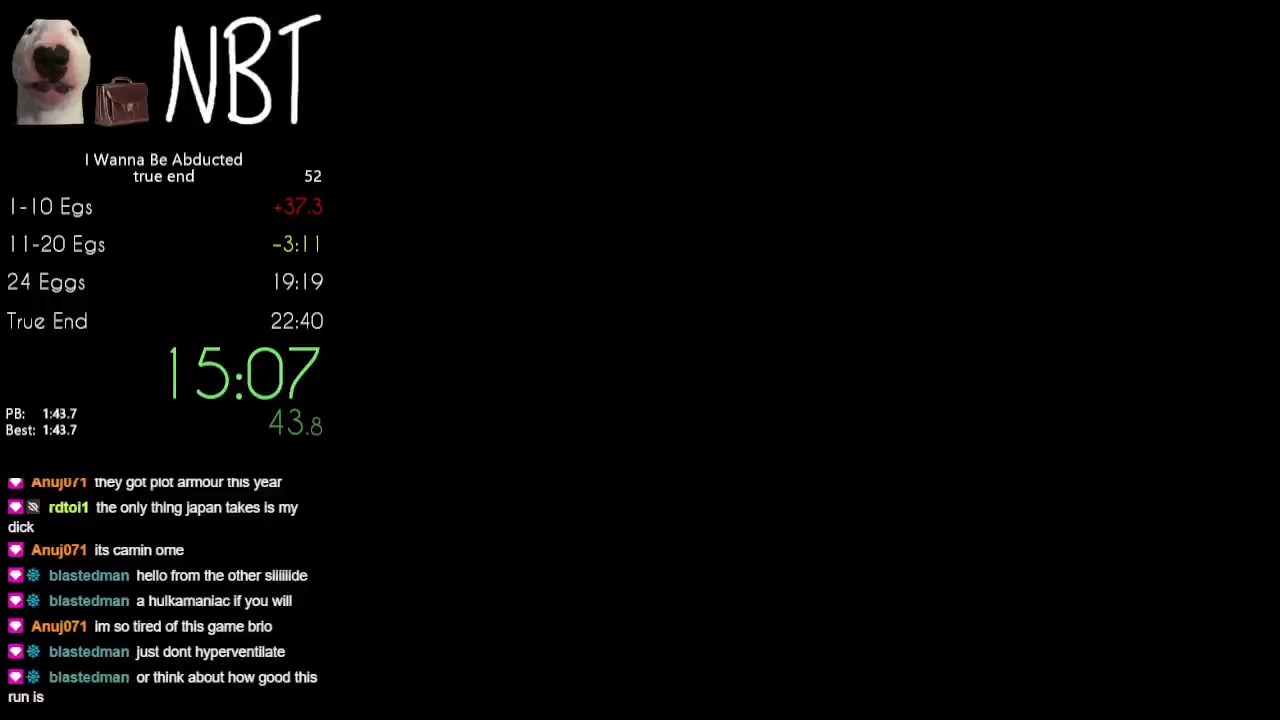 NBT
I Wanna Be Abducted
true end 52
1-10 Egs +37.3
11-20 Egs -3:11
24 Eggs 19:19
True End 22:40
15:07
PB: 1:43.7
43.8
Best: 1:43.7
Anuj071 they got plot armour this year
rdtoi1 the only thing japan takes is my
dick
Anuj071 its camin ome
blastedman hello from the other siiiiiide
blastedman a hulkamaniac if you will
Anuj071 im so tired of this game brio
blastedman just dont hyperventilate
blastedman or think about how good this
run is